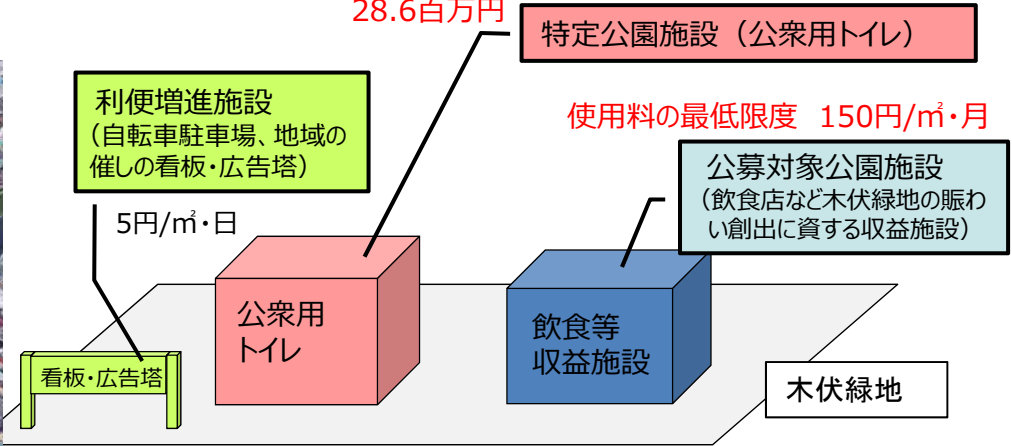 28.6百万円
特定公園施設（公衆用トイレ）
利便増進施設
（自転車駐車場、地域の
催しの看板・広告塔）
使用料の最低限度 150円/㎡・月
公募対象公園施設
（飲食店など木伏緑地の賑わ
い創出に資する収益施設）
5円/㎡・日
公衆用
トイレ
飲食等
収益施設
看板・広告塔
木伏緑地